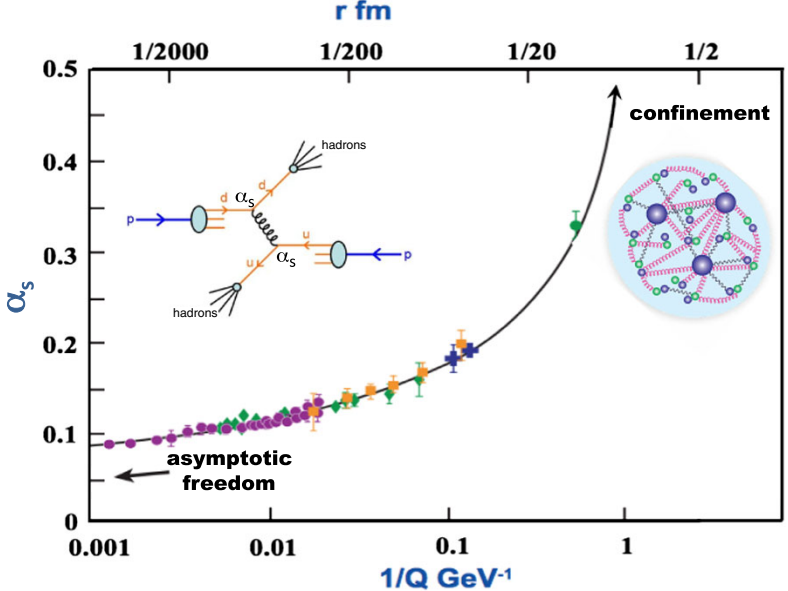 r fm
1/2000 1/200 1/20 1/2
0.5
confinement
0.4
hadrons
d
d
αs
p
0.3
u
p
αs
u
hadrons
αs
0.2
0.1
asymptotic
freedom
0
0.001 0.01 0.1 1
1/Q GeV⁻¹